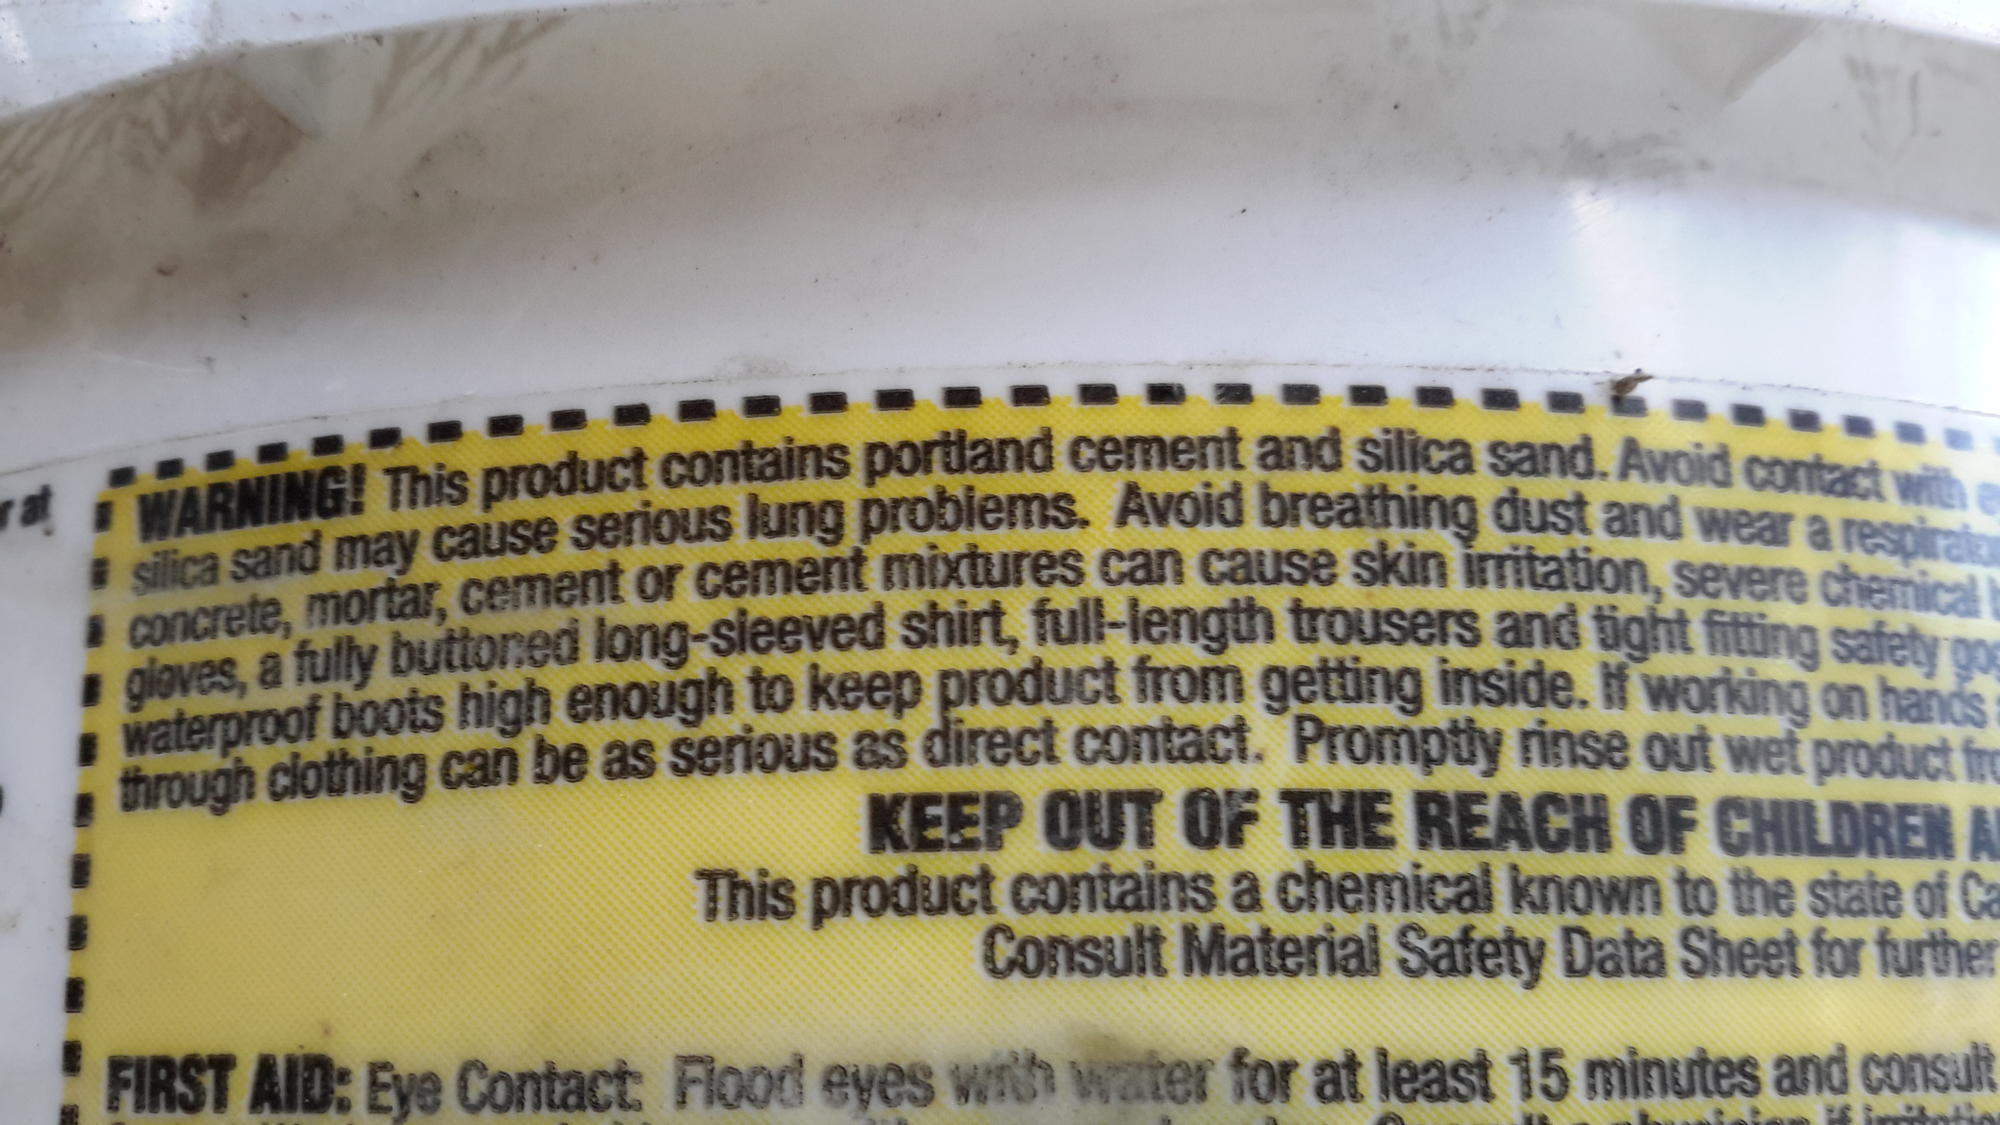 r at
WARNING! This product contains portland cement and silica sand. Avoid contact with
silica sand may cause serious lung problems. Avoid breathing dust and wear a
concrete, mortar, cement or cement mixtures can cause skin irritation, severe chemical
gloves, a fully buttoned long-sleeved shirt, full-length trousers and tight fitting safety
waterproof boots high enough to keep product from getting inside. If working on hands
through clothing can be as serious as direct contact. Promptly rinse out wet product
KEEP OUT OF THE REACH OF CHILDREN
This product contains a chemical known to the state of
Consult Material Safety Data Sheet for further
FIRST AID: Eye Contact: Flood eyes with water for at least 15 minutes and consult